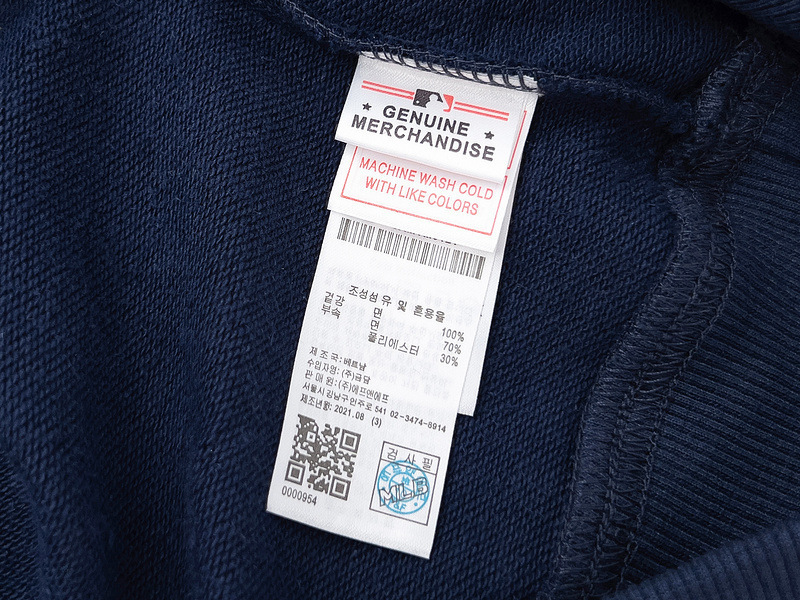 GENUINE
MERCHANDISE
MACHINE WASH COLD
WITH LIKE COLORS
조성섬유 및 혼용율
겉감 면 100%
부속 면 70%
폴리에스터 30%
제 조 국: 베트남
수입자명: (주)금담
판 매 원: (주)에프앤에프
서울시 강남구 언주로 541 02-3474-8914
제조년월: 2021.08 (3)
검사필
MLB
F&F
0000954